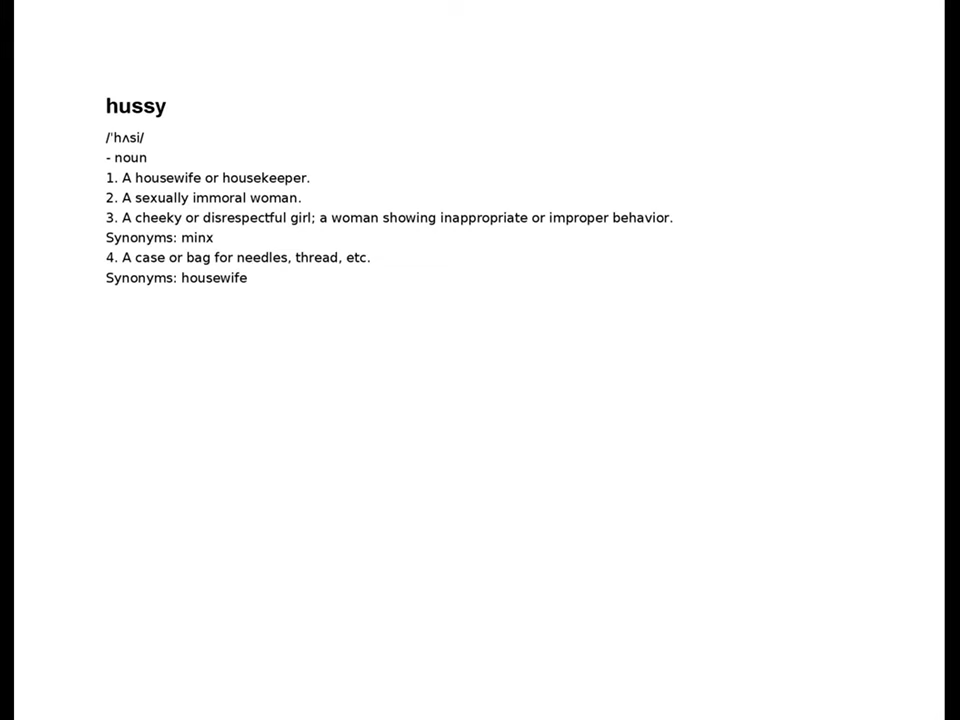 hussy
/ˈhʌsi/
- noun
1. A housewife or housekeeper.
2. A sexually immoral woman.
3. A cheeky or disrespectful girl; a woman showing inappropriate or improper behavior.
Synonyms: minx
4. A case or bag for needles, thread, etc.
Synonyms: housewife